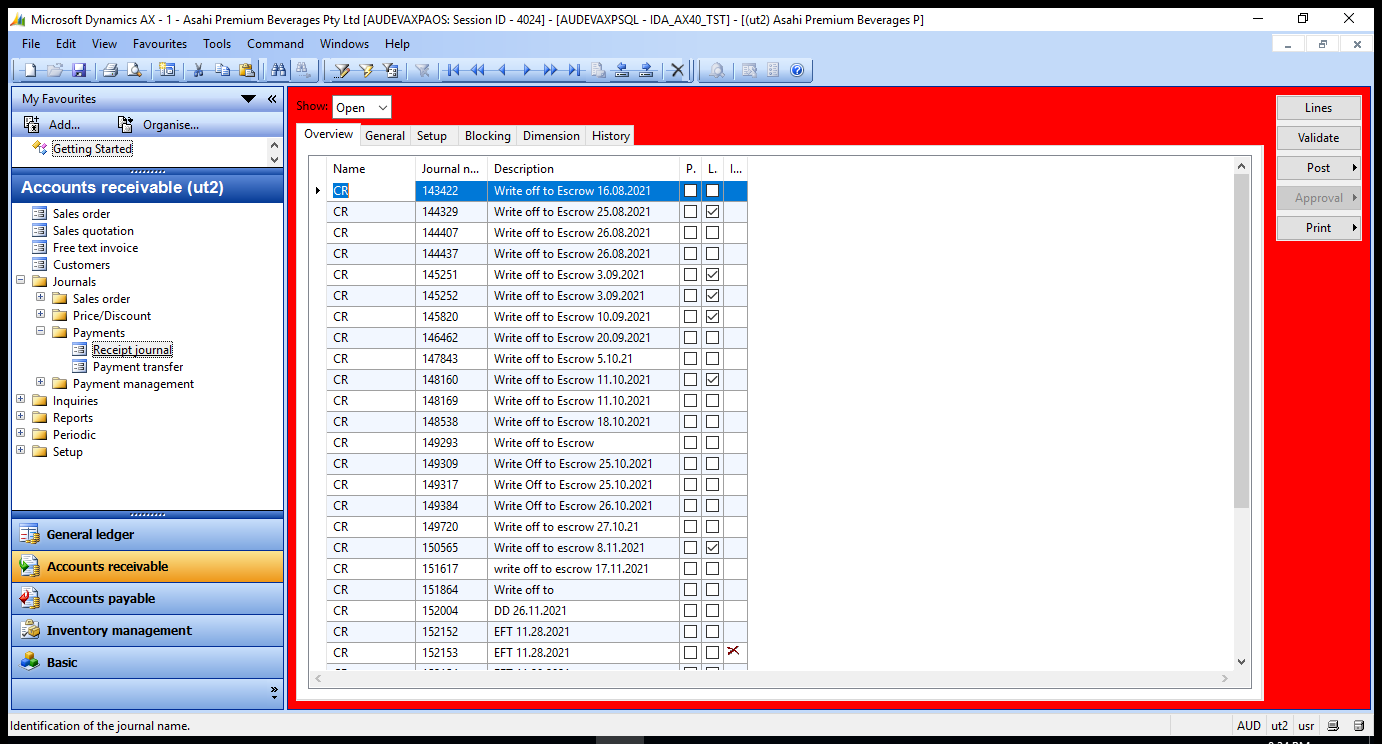 Microsoft Dynamics AX - 1 - Asahi Premium Beverages Pty Ltd [AUDEVAXPAOS: Session ID - 4024] - [AUDEVAXPSQL - IDA_AX40_TST] - [(ut2) Asahi Premium Beverages P]
File Edit View Favourites Tools Command Windows Help
My Favourites
Add... Organise...
Getting Started
Accounts receivable (ut2)
Sales order
Sales quotation
Free text invoice
Customers
Journals
Sales order
Price/Discount
Payments
Receipt journal
Payment transfer
Payment management
Inquiries
Reports
Periodic
Setup
General ledger
Accounts receivable
Accounts payable
Inventory management
Basic
Show: Open
Overview General Setup Blocking Dimension History
Name Journal n... Description P. L. I...
CR 143422 Write off to Escrow 16.08.2021
CR 144329 Write off to Escrow 25.08.2021
CR 144407 Write off to Escrow 26.08.2021
CR 144437 Write off to Escrow 26.08.2021
CR 145251 Write off to Escrow 3.09.2021
CR 145252 Write off to Escrow 3.09.2021
CR 145820 Write off to Escrow 10.09.2021
CR 146462 Write off to Escrow 20.09.2021
CR 147843 Write off to Escrow 5.10.21
CR 148160 Write off to Escrow 11.10.2021
CR 148169 Write off to Escrow 11.10.2021
CR 148538 Write off to Escrow 18.10.2021
CR 149293 Write off to Escrow
CR 149309 Write Off to Escrow 25.10.2021
CR 149317 Write Off to Escrow 25.10.2021
CR 149384 Write Off to Escrow 26.10.2021
CR 149720 Write off to escrow 27.10.21
CR 150565 Write off to escrow 8.11.2021
CR 151617 write off to escrow 17.11.2021
CR 151864 Write off to
CR 152004 DD 26.11.2021
CR 152152 EFT 11.28.2021
CR 152153 EFT 11.28.2021
Lines
Validate
Post
Approval
Print
Identification of the journal name.
AUD ut2 usr